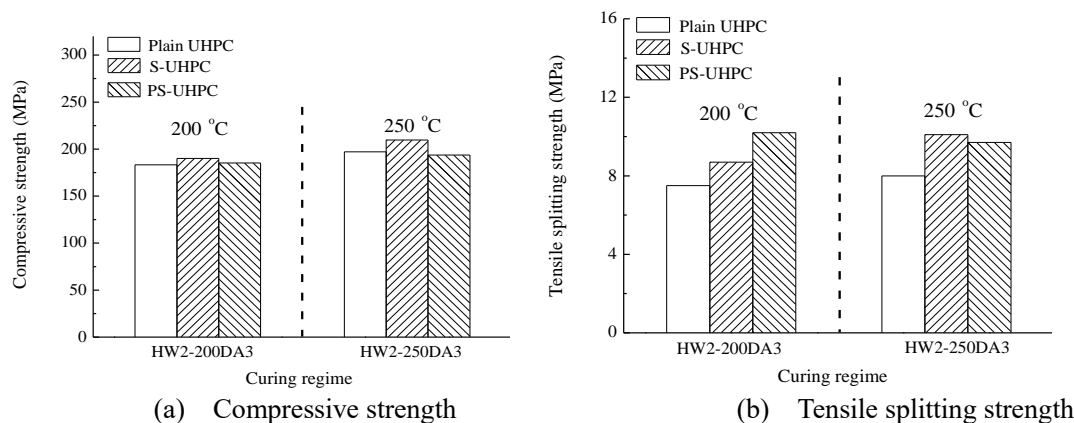 Plain UHPC
S-UHPC
PS-UHPC
300
250
200
150
100
50
0
200 °C
250 °C
HW2-200DA3
HW2-250DA3
Compressive strength (MPa)
Curing regime
(a) Compressive strength
Plain UHPC
S-UHPC
PS-UHPC
16
12
8
4
0
200 °C
250 °C
HW2-200DA3
HW2-250DA3
Tensile splitting strength (MPa)
Curing regime
(b) Tensile splitting strength